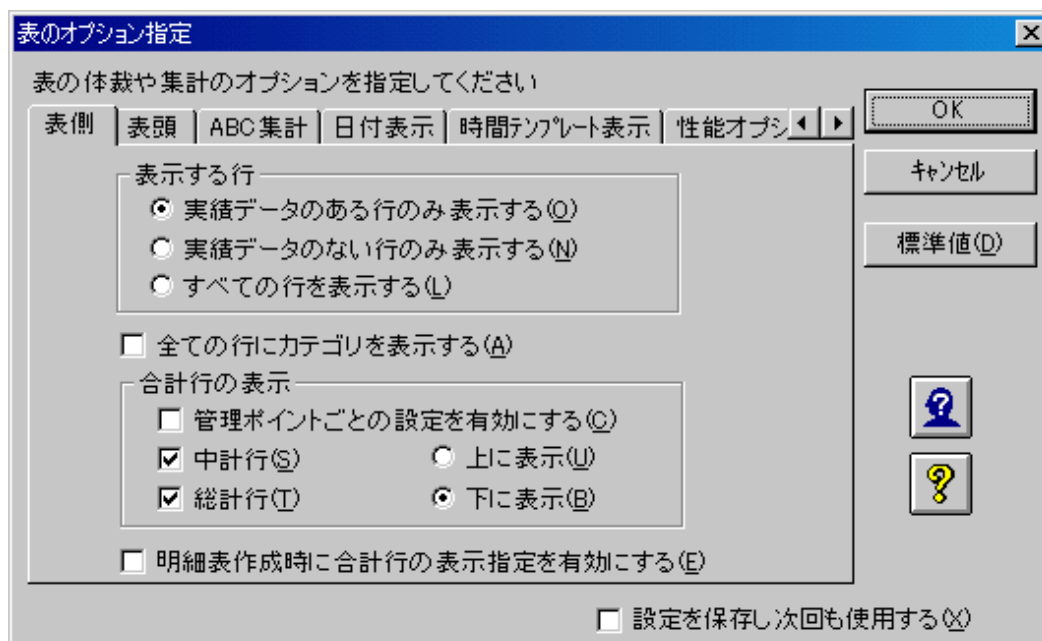 表のオプション指定
表の体裁や集計のオプションを指定してください
表側 表頭 ABC集計 日付表示 時間ﾃﾝﾌﾟﾚｰﾄ表示 性能オプシ
OK
キャンセル
標準値(D)
表示する行
実績データのある行のみ表示する(O)
実績データのない行のみ表示する(N)
すべての行を表示する(L)
全ての行にカテゴリを表示する(A)
合計行の表示
管理ポイントごとの設定を有効にする(C)
中計行(S) 上に表示(U)
総計行(T) 下に表示(B)
明細表作成時に合計行の表示指定を有効にする(E)
設定を保存し次回も使用する(X)